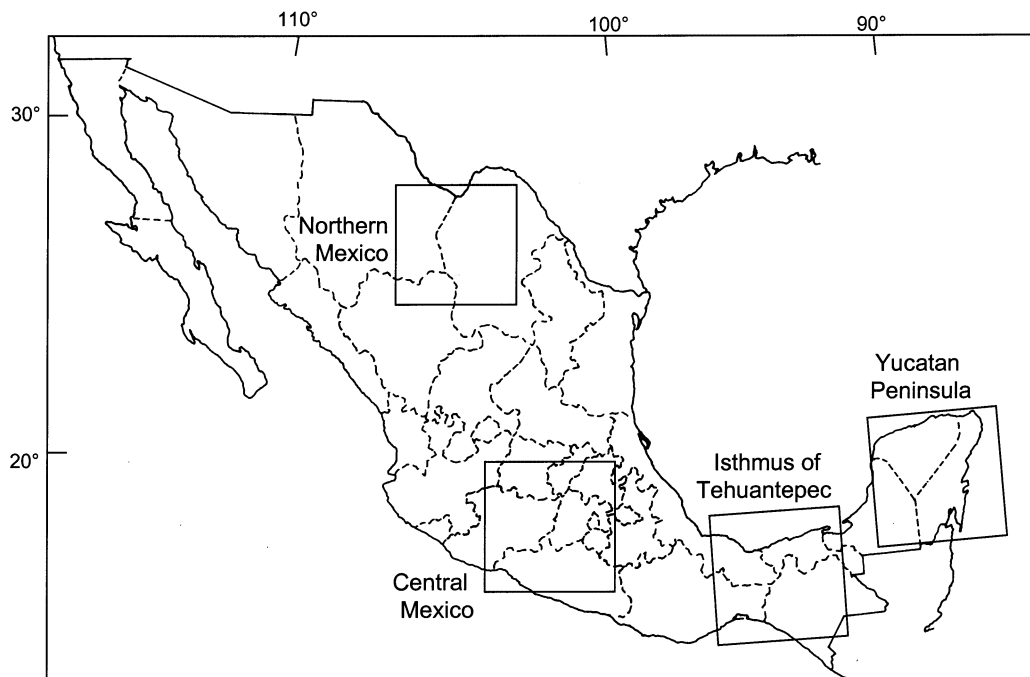 110°
100°
90°
30°
Northern
Mexico
Yucatan
Peninsula
20°
Isthmus of
Tehuantepec
Central
Mexico